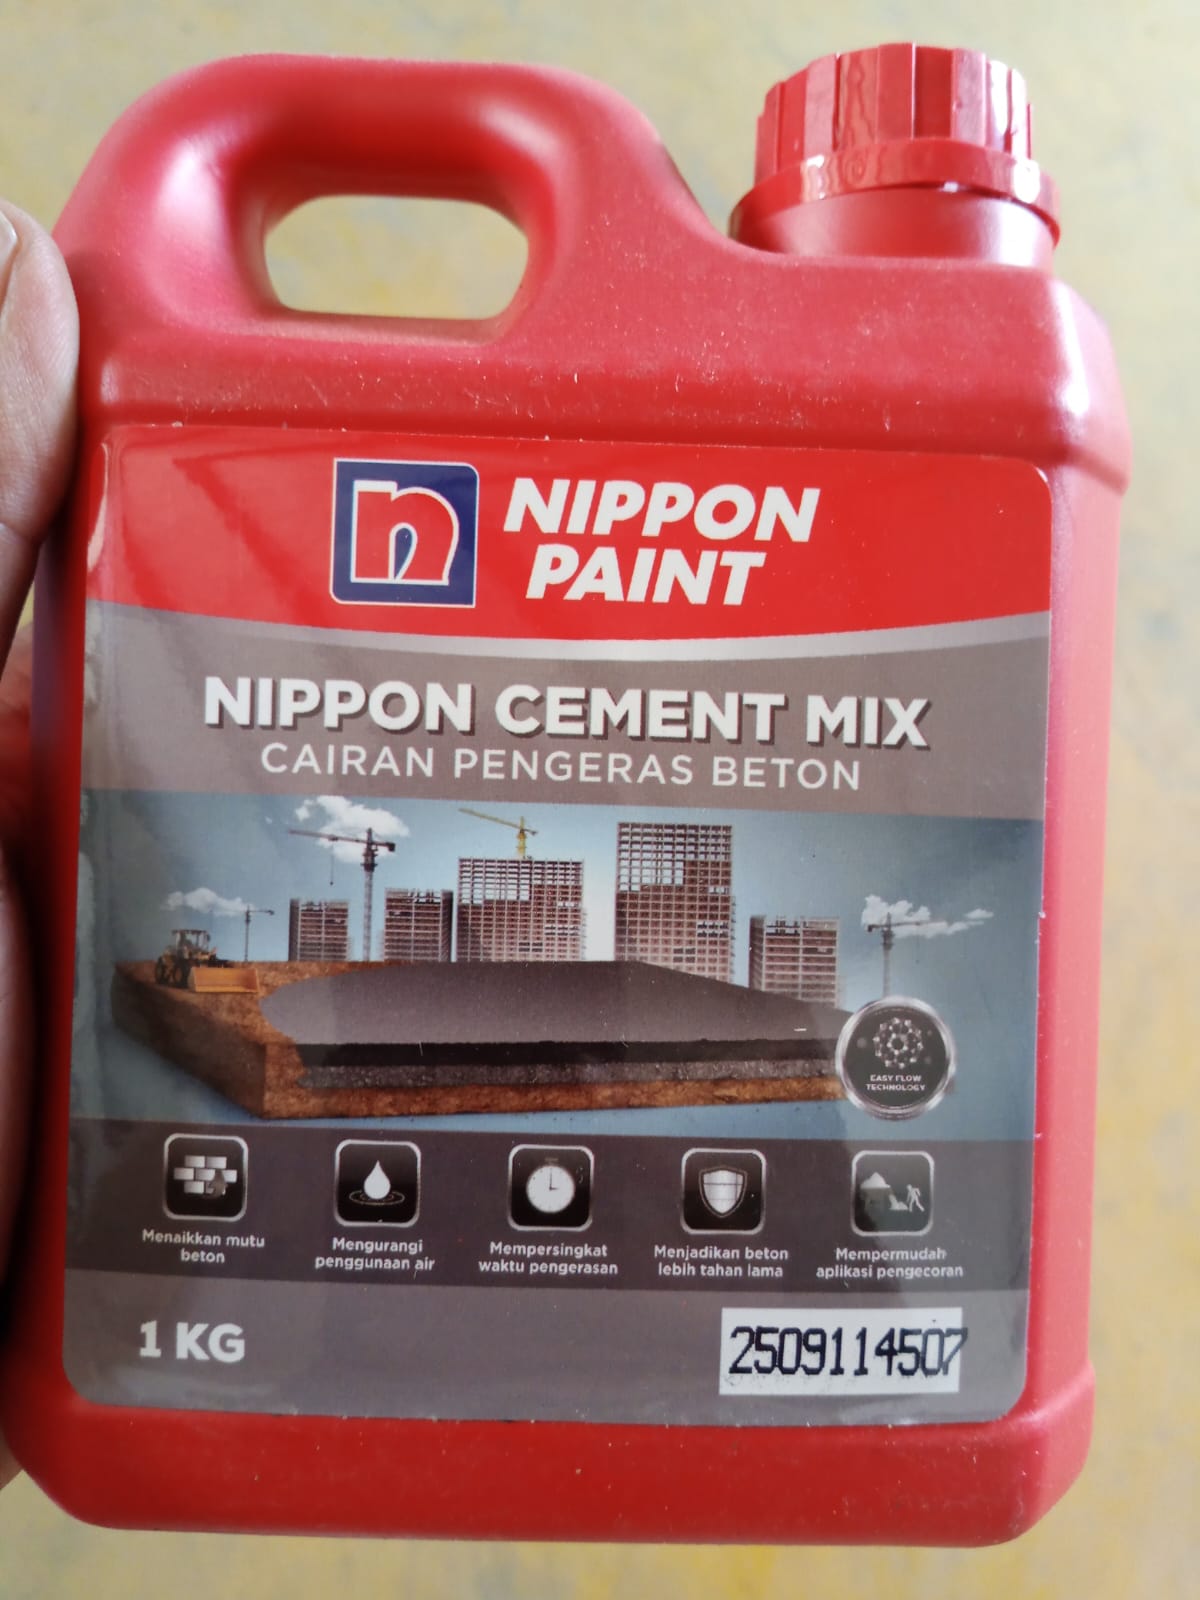 n
NIPPON
PAINT
NIPPON CEMENT MIX
CAIRAN PENGERAS BETON
EASY FLOW
TECHNOLOGY
Menaikkan mutu
beton
Mengurangi
penggunaan air
Mempersingkat
waktu pengerasan
Menjadikan beton
lebih tahan lama
Mempermudah
aplikasi pengecoran
1 KG
2509114507